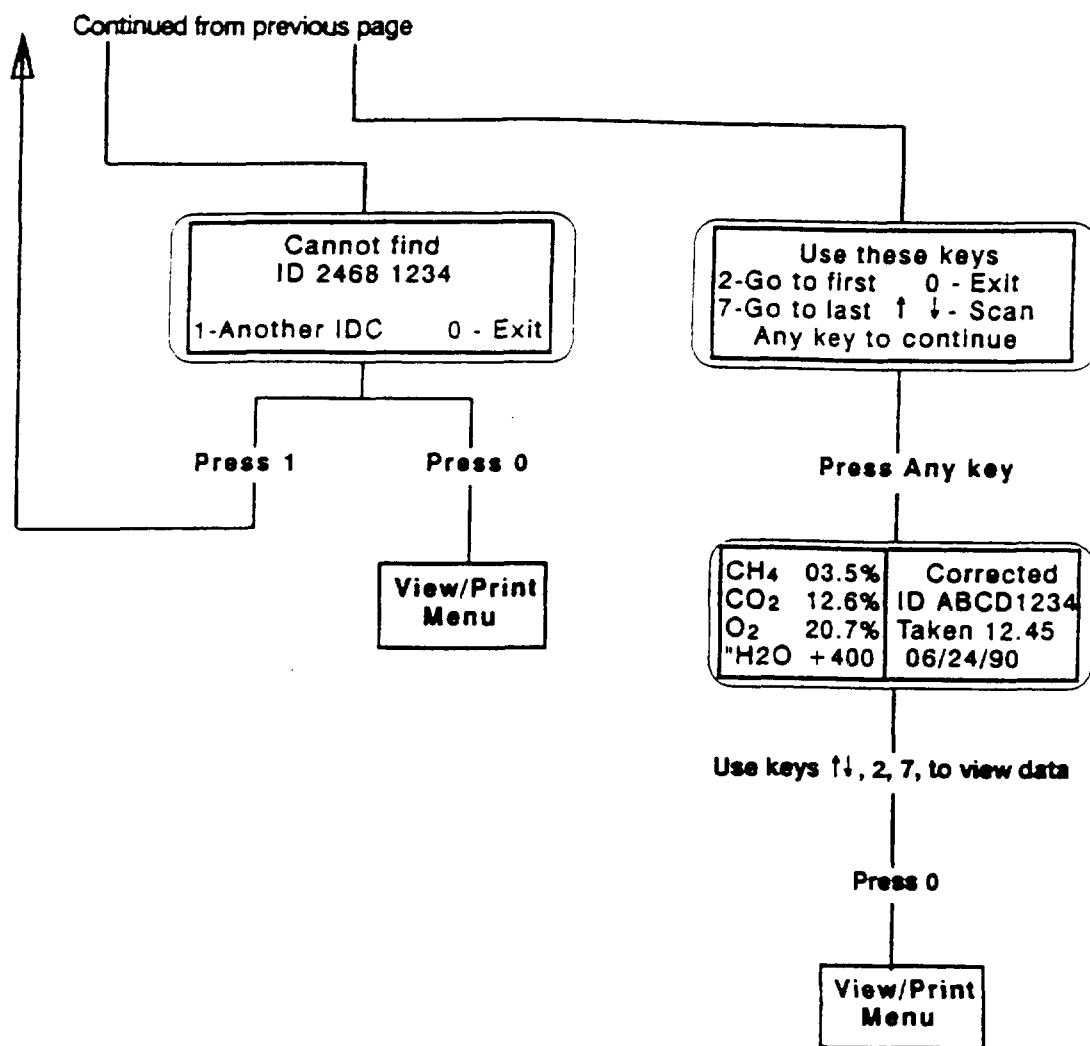 Continued from previous page
Cannot find
ID 2468 1234
1-Another IDC 0 - Exit
Press 1
Press 0
View/Print
Menu
Use these keys
2-Go to first 0 - Exit
7-Go to last ↑ ↓ - Scan
Any key to continue
Press Any key
CH4 03.5%
CO2 12.6%
O2 20.7%
"H2O +400
Corrected
ID ABCD1234
Taken 12.45
06/24/90
Use keys ↑↓, 2, 7, to view data
Press 0
View/Print
Menu